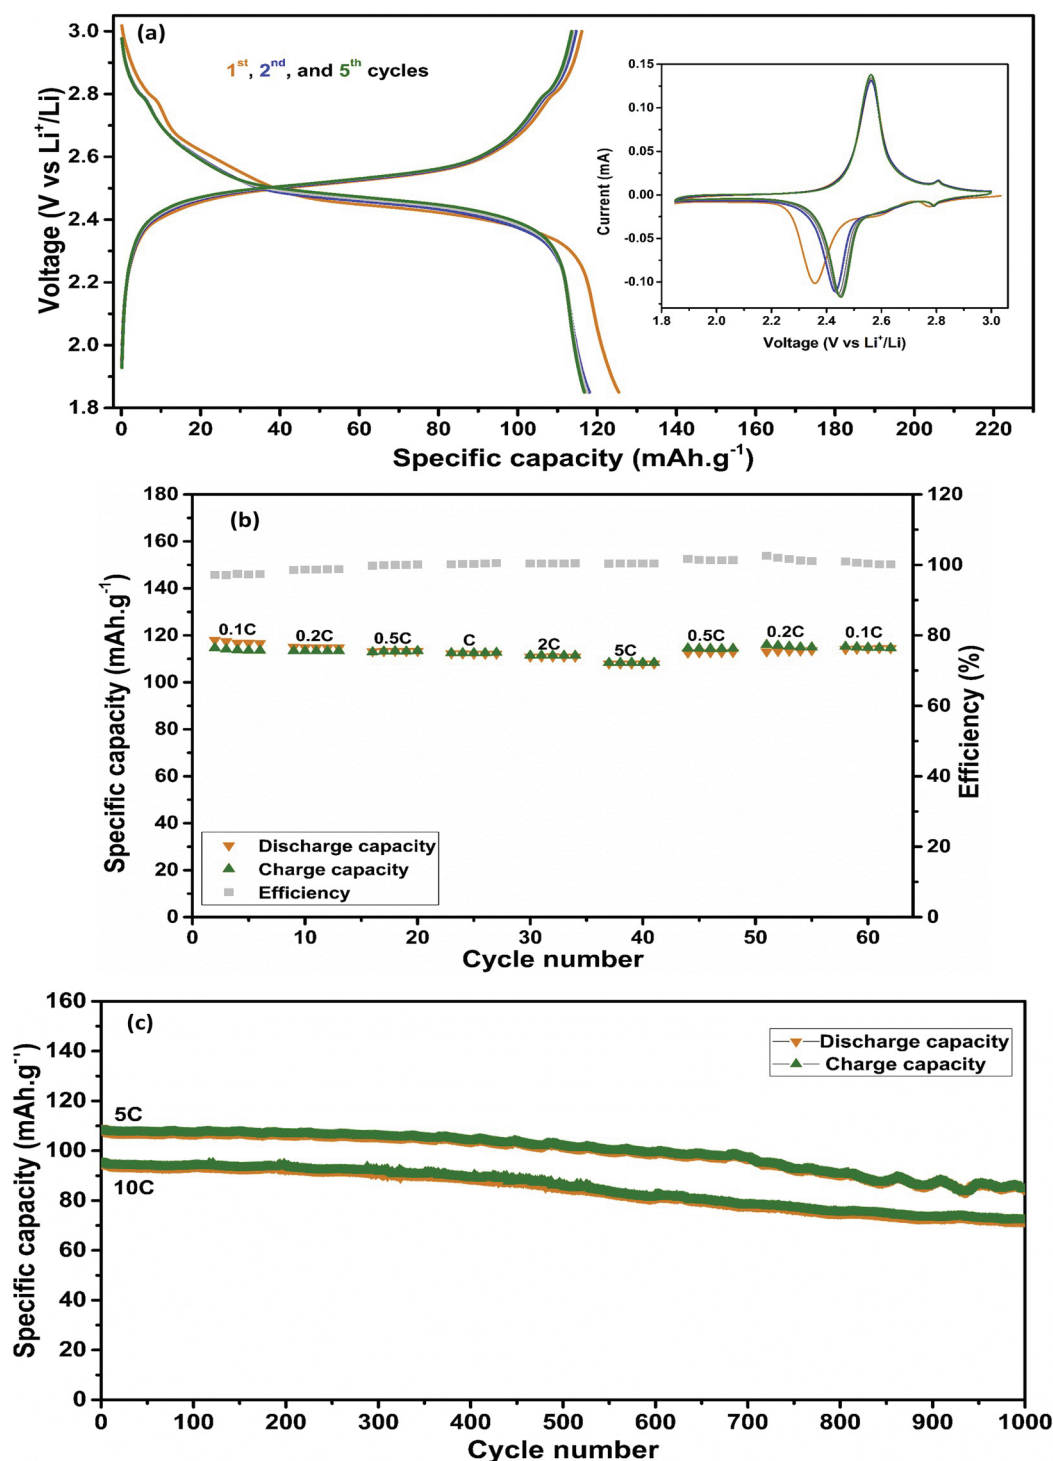 (a)
1st, 2nd, and 5th cycles
Voltage (V vs Li+/Li)
3.0
2.8
2.6
2.4
2.2
2.0
1.8
0 20 40 60 80 100 120 140 160 180 200 220
Specific capacity (mAh.g-1)
Current (mA)
0.15
0.10
0.05
0.00
-0.05
-0.10
1.8 2.0 2.2 2.4 2.6 2.8 3.0
Voltage (V vs Li+/Li)
(b)
Specific capacity (mAh.g-1)
180
160
140
120
100
80
60
40
20
0
0.1C 0.2C 0.5C C 2C 5C 0.5C 0.2C 0.1C
Discharge capacity
Charge capacity
Efficiency
120
100
80
60
40
20
0
Efficiency (%)
0 10 20 30 40 50 60
Cycle number
(c)
Specific capacity (mAh.g-1)
160
140
120
100
80
60
40
20
0
Discharge capacity
Charge capacity
5C
10C
0 100 200 300 400 500 600 700 800 900 1000
Cycle number